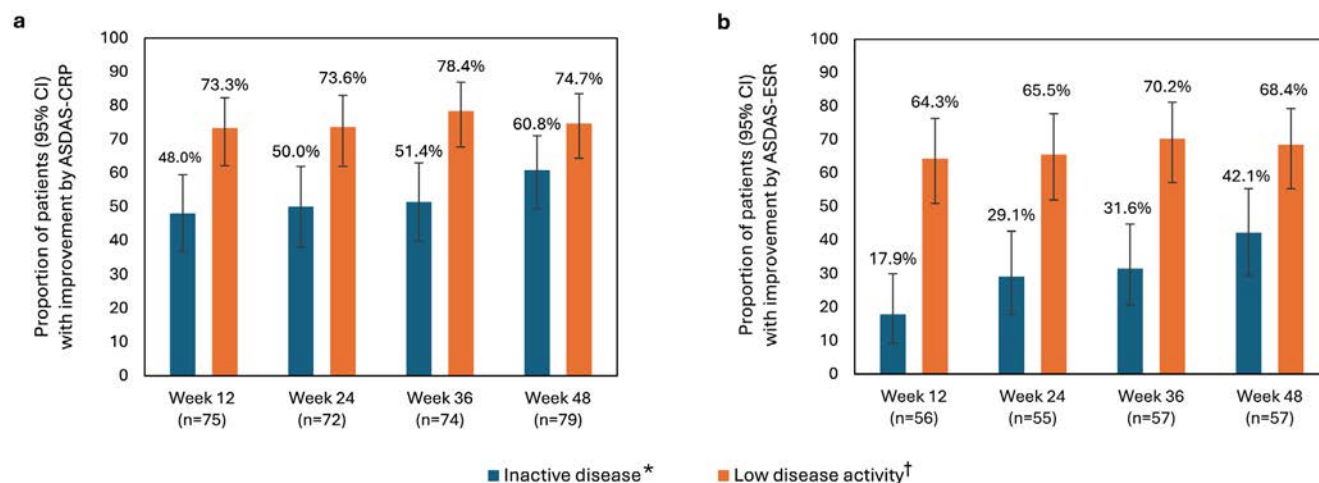 a
Proportion of patients (95% CI)
with improvement by ASDAS-CRP
100
90
80
70
60
50
40
30
20
10
0
48.0%
73.3%
50.0%
73.6%
51.4%
78.4%
60.8%
74.7%
Week 12
(n=75)
Week 24
(n=72)
Week 36
(n=74)
Week 48
(n=79)
b
Proportion of patients (95% CI)
with improvement by ASDAS-ESR
100
90
80
70
60
50
40
30
20
10
0
17.9%
64.3%
29.1%
65.5%
31.6%
70.2%
42.1%
68.4%
Week 12
(n=56)
Week 24
(n=55)
Week 36
(n=57)
Week 48
(n=57)
Inactive disease*
Low disease activity†